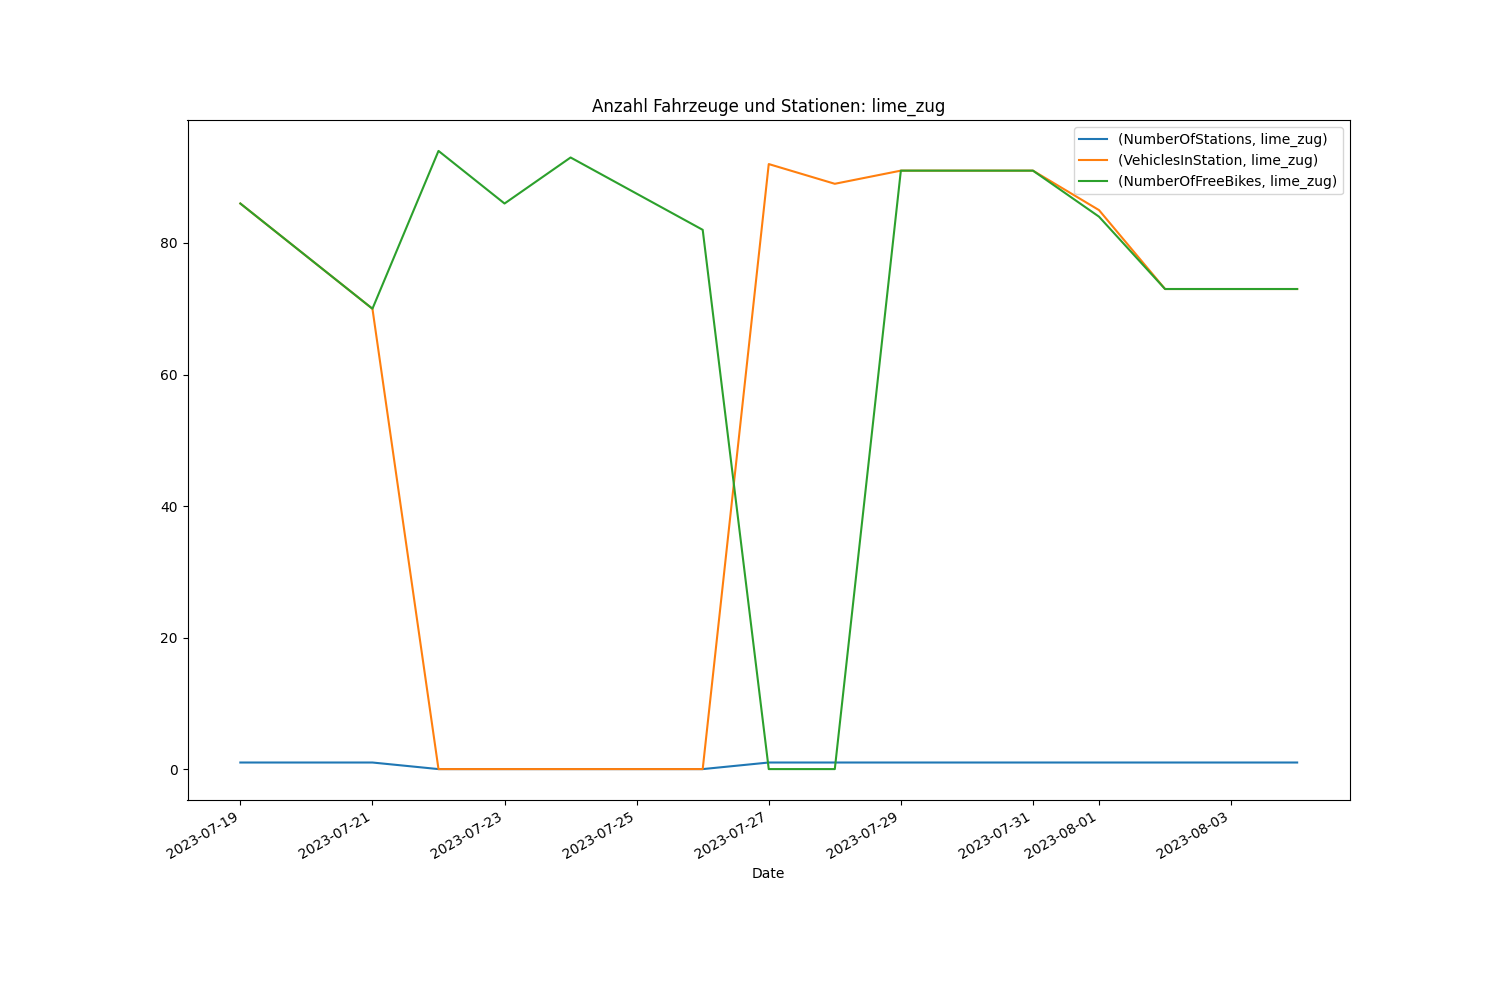 Anzahl Fahrzeuge und Stationen: lime_zug
(NumberOfStations, lime_zug)
(VehiclesInStation, lime_zug)
(NumberOfFreeBikes, lime_zug)
80
60
40
20
0
2023-07-19
2023-07-21
2023-07-23
2023-07-25
2023-07-27
2023-07-29
2023-07-31
2023-08-01
2023-08-03
Date